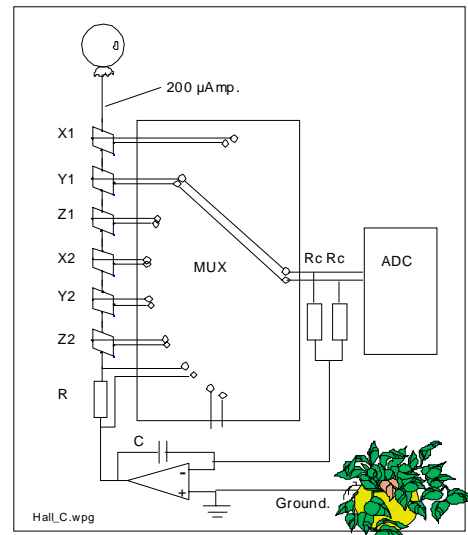 200 µAmp.
X1
Y1
Z1
X2
MUX
Rc Rc
ADC
Y2
Z2
R
C
-
+
Ground.
Hall_C.wpg